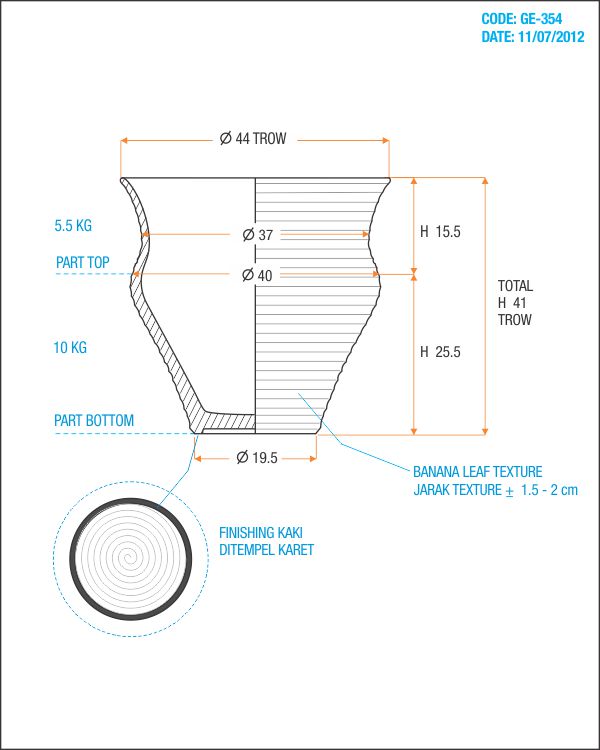 CODE: GE-354
DATE: 11/07/2012
Ø 44 TROW
5.5 KG
Ø 37
H 15.5
PART TOP
Ø 40
TOTAL
H 41
TROW
10 KG
H 25.5
PART BOTTOM
Ø 19.5
BANANA LEAF TEXTURE
JARAK TEXTURE ± 1.5 - 2 cm
FINISHING KAKI
DITEMPEL KARET